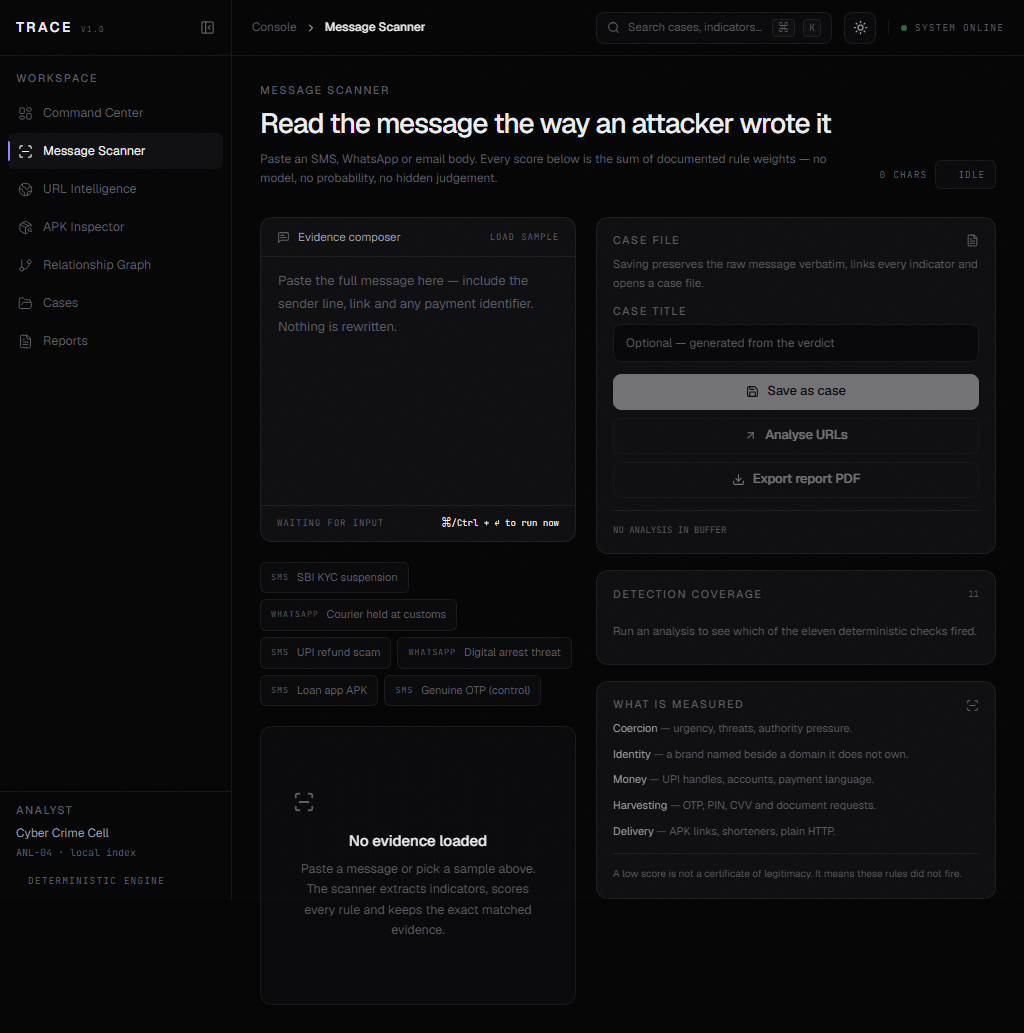 TRACE V1.0
Console > Message Scanner
Search cases, indicators... ⌘ K
SYSTEM ONLINE
WORKSPACE
Command Center
Message Scanner
URL Intelligence
APK Inspector
Relationship Graph
Cases
Reports
ANALYST
Cyber Crime Cell
ANL-04 · local index
DETERMINISTIC ENGINE
MESSAGE SCANNER
Read the message the way an attacker wrote it
Paste an SMS, WhatsApp or email body. Every score below is the sum of documented rule weights — no
model, no probability, no hidden judgement.
0 CHARS IDLE
Evidence composer LOAD SAMPLE
Paste the full message here — include the
sender line, link and any payment identifier.
Nothing is rewritten.
WAITING FOR INPUT ⌘/Ctrl + ↵ to run now
SMS SBI KYC suspension
WHATSAPP Courier held at customs
SMS UPI refund scam WHATSAPP Digital arrest threat
SMS Loan app APK SMS Genuine OTP (control)
No evidence loaded
Paste a message or pick a sample above.
The scanner extracts indicators, scores
every rule and keeps the exact matched
evidence.
CASE FILE
Saving preserves the raw message verbatim, links every indicator and
opens a case file.
CASE TITLE
Optional — generated from the verdict
Save as case
Analyse URLs
Export report PDF
NO ANALYSIS IN BUFFER
DETECTION COVERAGE 11
Run an analysis to see which of the eleven deterministic checks fired.
WHAT IS MEASURED
Coercion — urgency, threats, authority pressure.
Identity — a brand named beside a domain it does not own.
Money — UPI handles, accounts, payment language.
Harvesting — OTP, PIN, CVV and document requests.
Delivery — APK links, shorteners, plain HTTP.
A low score is not a certificate of legitimacy. It means these rules did not fire.